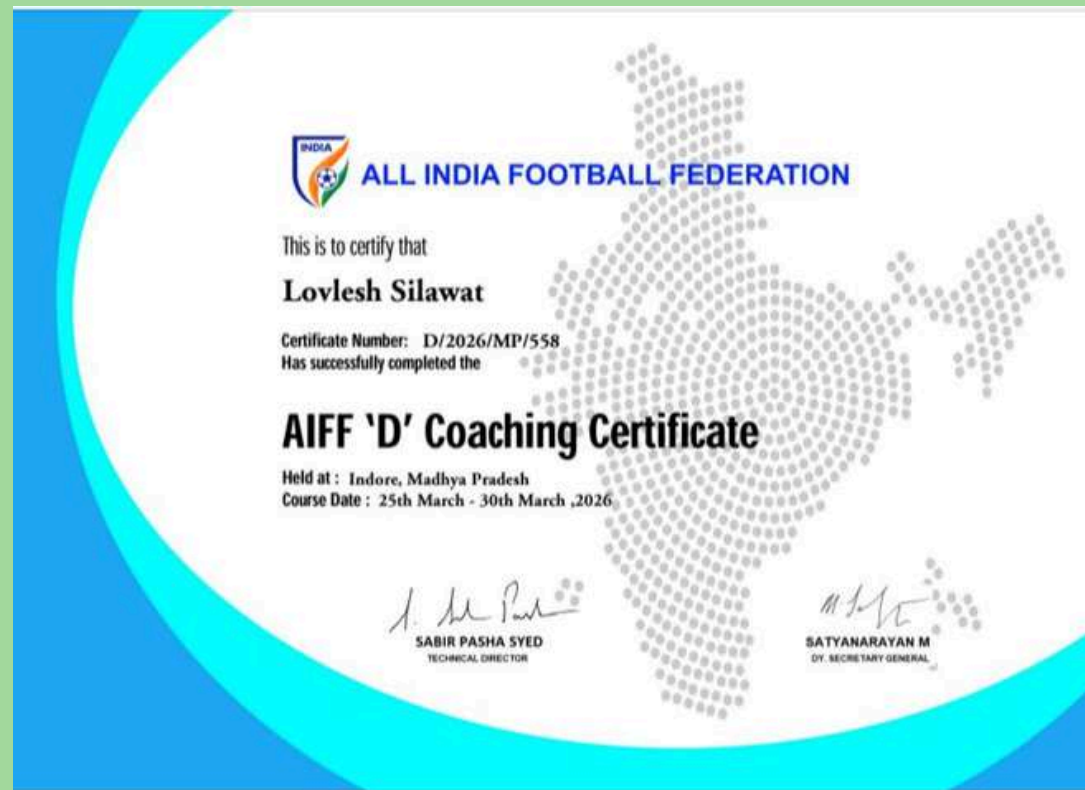 INDIA
ALL INDIA FOOTBALL FEDERATION
This is to certify that
Lovlesh Silawat
Certificate Number: D/2026/MP/558
Has successfully completed the
AIFF ‘D’ Coaching Certificate
Held at : Indore, Madhya Pradesh
Course Date : 25th March - 30th March ,2026
SABIR PASHA SYED
TECHNICAL DIRECTOR
SATYANARAYAN M
DY. SECRETARY GENERAL